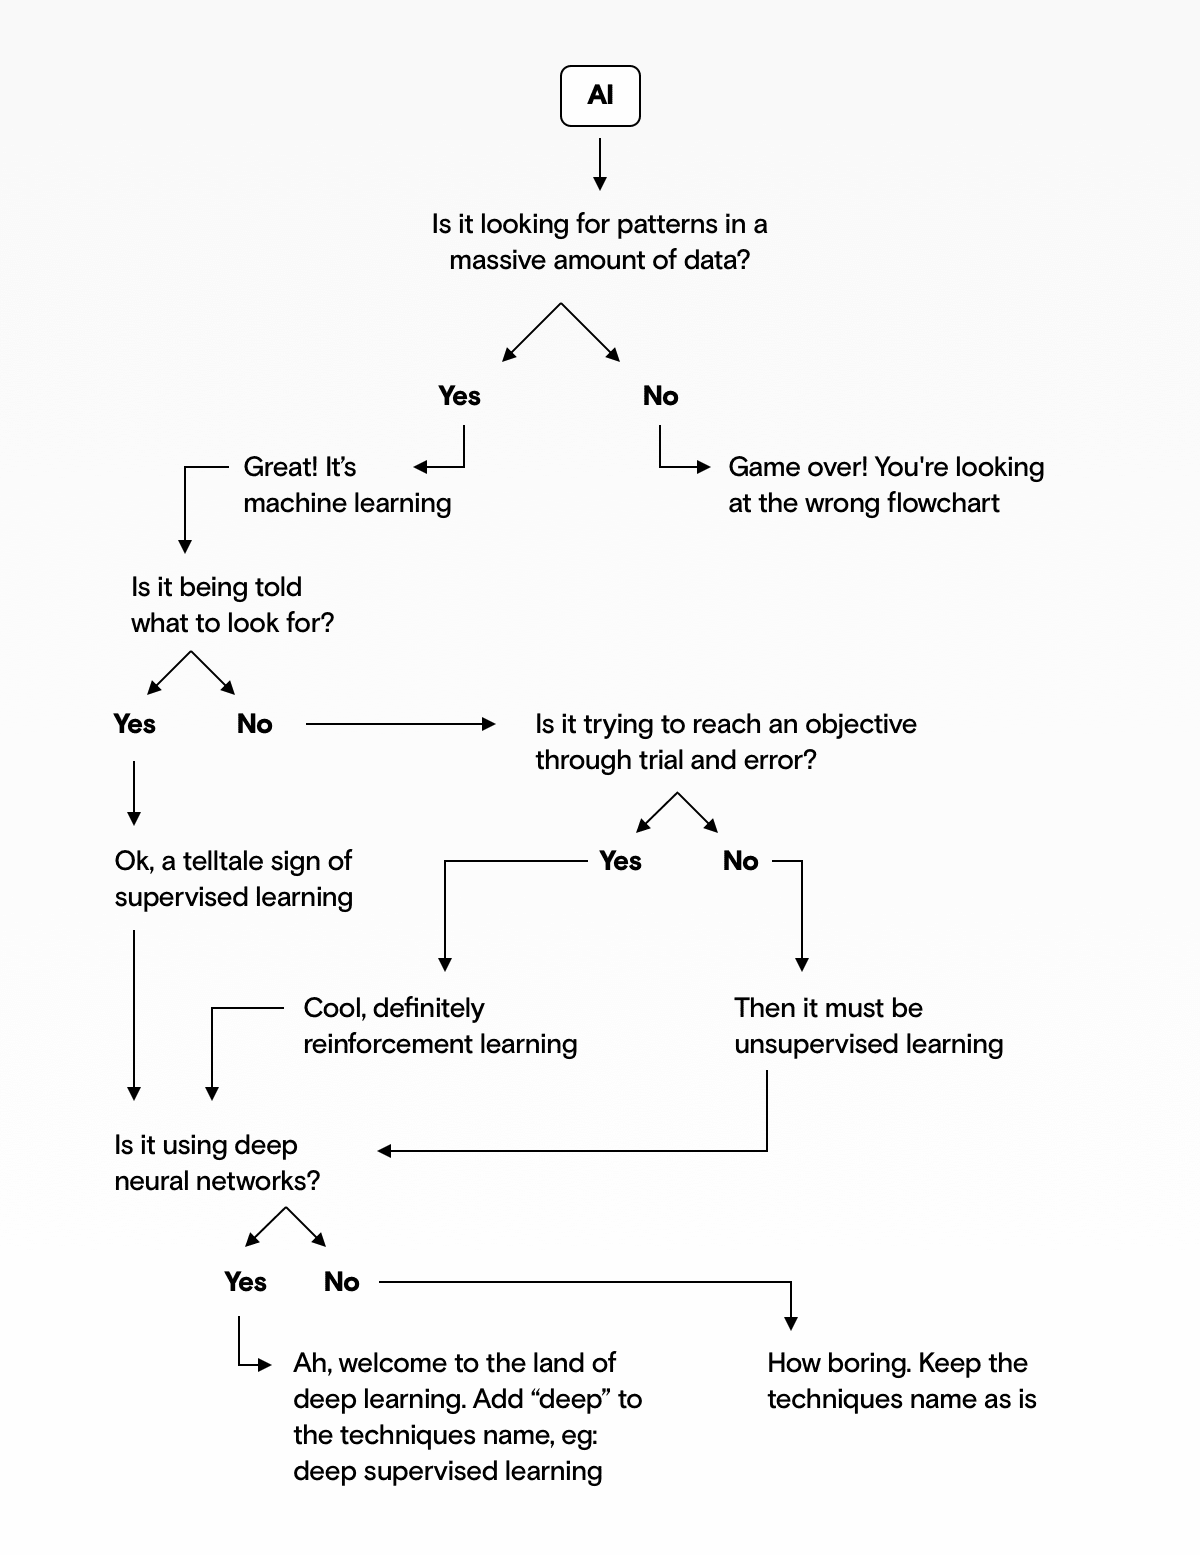 AI
Is it looking for patterns in a
massive amount of data?
Yes
No
Great! It’s
machine learning
Game over! You're looking
at the wrong flowchart
Is it being told
what to look for?
Yes
No
Is it trying to reach an objective
through trial and error?
Yes
No
Ok, a telltale sign of
supervised learning
Cool, definitely
reinforcement learning
Then it must be
unsupervised learning
Is it using deep
neural networks?
Yes
No
Ah, welcome to the land of
deep learning. Add “deep” to
the techniques name, eg:
deep supervised learning
How boring. Keep the
techniques name as is